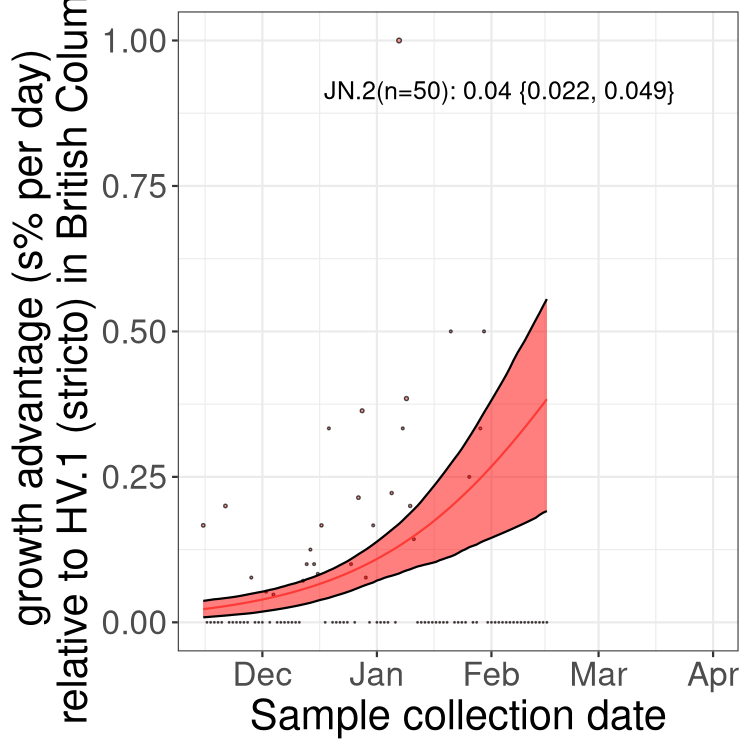 growth advantage (s% per day)
relative to HV.1 (stricto) in British Colum
1.00
0.75
0.50
0.25
0.00
JN.2(n=50): 0.04 {0.022, 0.049}
Dec Jan Feb Mar Apr
Sample collection date